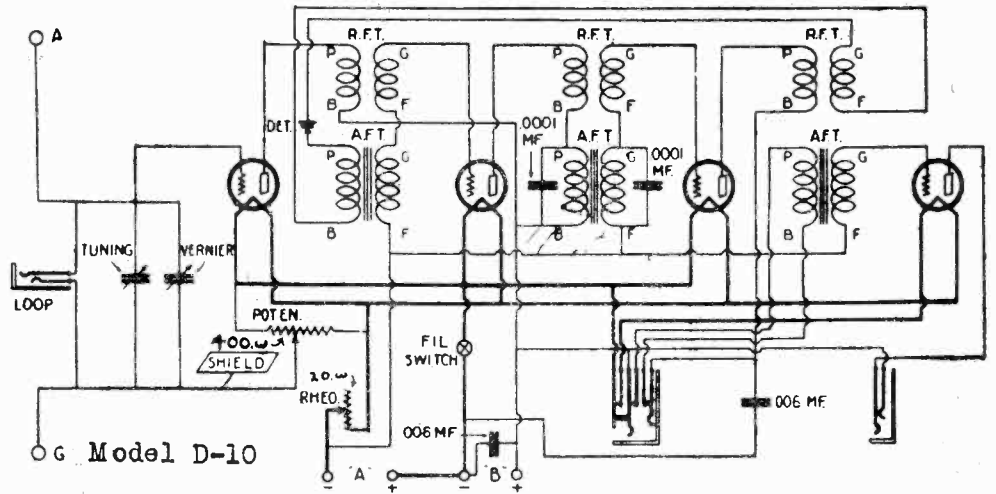 A
R.F.T. R.F.T. R.F.T.
P G P G P G
B F B F B F
DET. A.F.T. .0001 MF. A.F.T. .0001 MF. A.F.T.
P G P G P G
B F B F B F
TUNING VERNIER
LOOP
POTEN.
400.ω
SHIELD
FIL SWITCH
20.ω
RHEO.
.006 MF.
.006 MF.
G Model D-10
- "A" + - "B" +